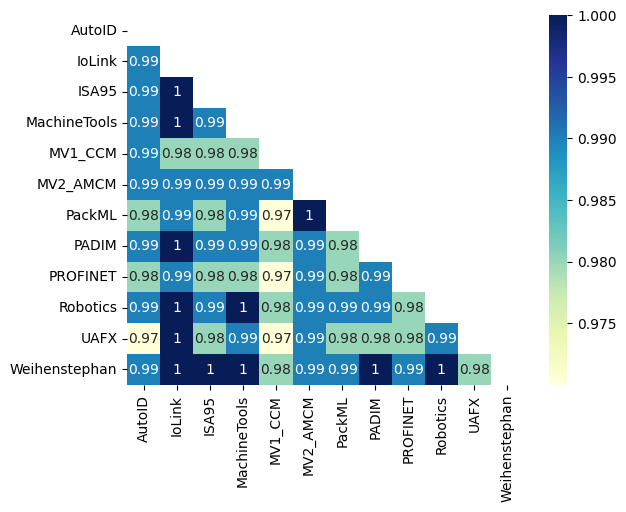 AutoID
IoLink 0.99
ISA95 0.99 1
MachineTools 0.99 1 0.99
MV1_CCM 0.99 0.98 0.98 0.98
MV2_AMCM 0.99 0.99 0.99 0.99 0.99
PackML 0.98 0.99 0.98 0.99 0.97 1
PADIM 0.99 1 0.99 0.99 0.98 0.99 0.98
PROFINET 0.98 0.99 0.98 0.98 0.97 0.99 0.98 0.99
Robotics 0.99 1 0.99 1 0.98 0.99 0.99 0.99 0.98
UAFX 0.97 1 0.98 0.99 0.97 0.99 0.98 0.98 0.98 0.99
Weihenstephan 0.99 1 1 1 0.98 0.99 0.99 1 0.99 1 0.98
AutoID
IoLink
ISA95
MachineTools
MV1_CCM
MV2_AMCM
PackML
PADIM
PROFINET
Robotics
UAFX
Weihenstephan
1.000
0.995
0.990
0.985
0.980
0.975